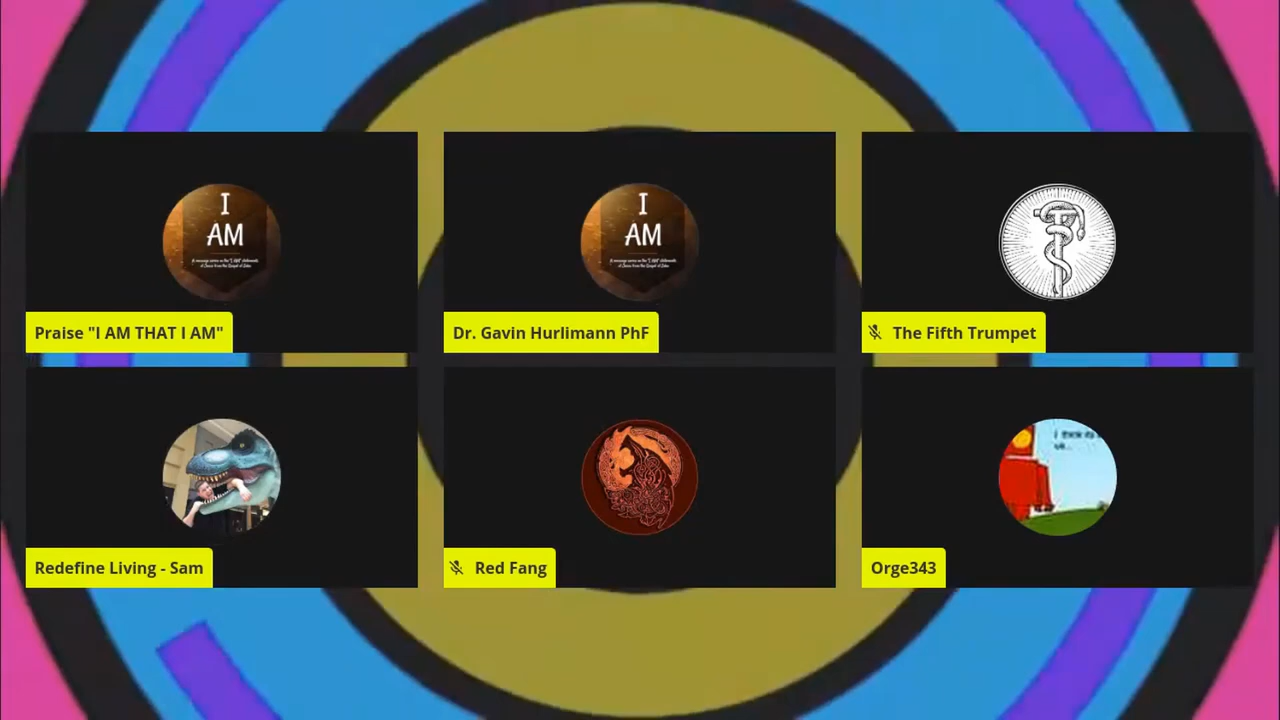 I
AM
I
AM
Praise "I AM THAT I AM"
Dr. Gavin Hurlimann PhF
The Fifth Trumpet
Redefine Living - Sam
Red Fang
Orge343